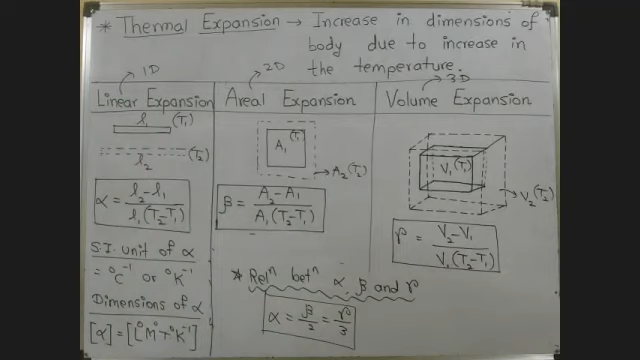 * Thermal Expansion → Increase in dimensions of
body due to increase in
the temperature.
1D
Linear Expansion
l₁ (T₁)
l₂ (T₂)
α = l₂-l₁ / l₁(T₂-T₁)
S.I. unit of α
= °C⁻¹ or °K⁻¹
Dimensions of α
[α] = [L°M°T°K⁻¹]
2D
Areal Expansion
A₁ (T₁)
A₂(T₂)
β = A₂-A₁ / A₁(T₂-T₁)
3D
Volume Expansion
V₁(T₁)
V₂(T₂)
γ = V₂-V₁ / V₁(T₂-T₁)
* Relⁿ betⁿ α, β and γ
α = β/2 = γ/3